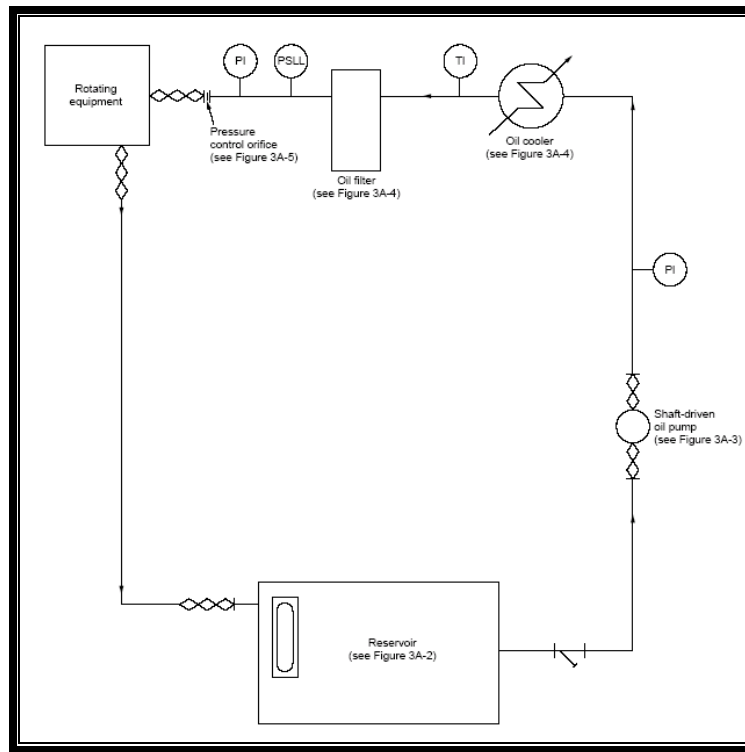 PI
PSLL
TI
Rotating
equipment
Pressure
control orifice
(see Figure 3A-5)
Oil filter
(see Figure 3A-4)
Oil cooler
(see Figure 3A-4)
PI
Shaft-driven
oil pump
(see Figure 3A-3)
Reservoir
(see Figure 3A-2)